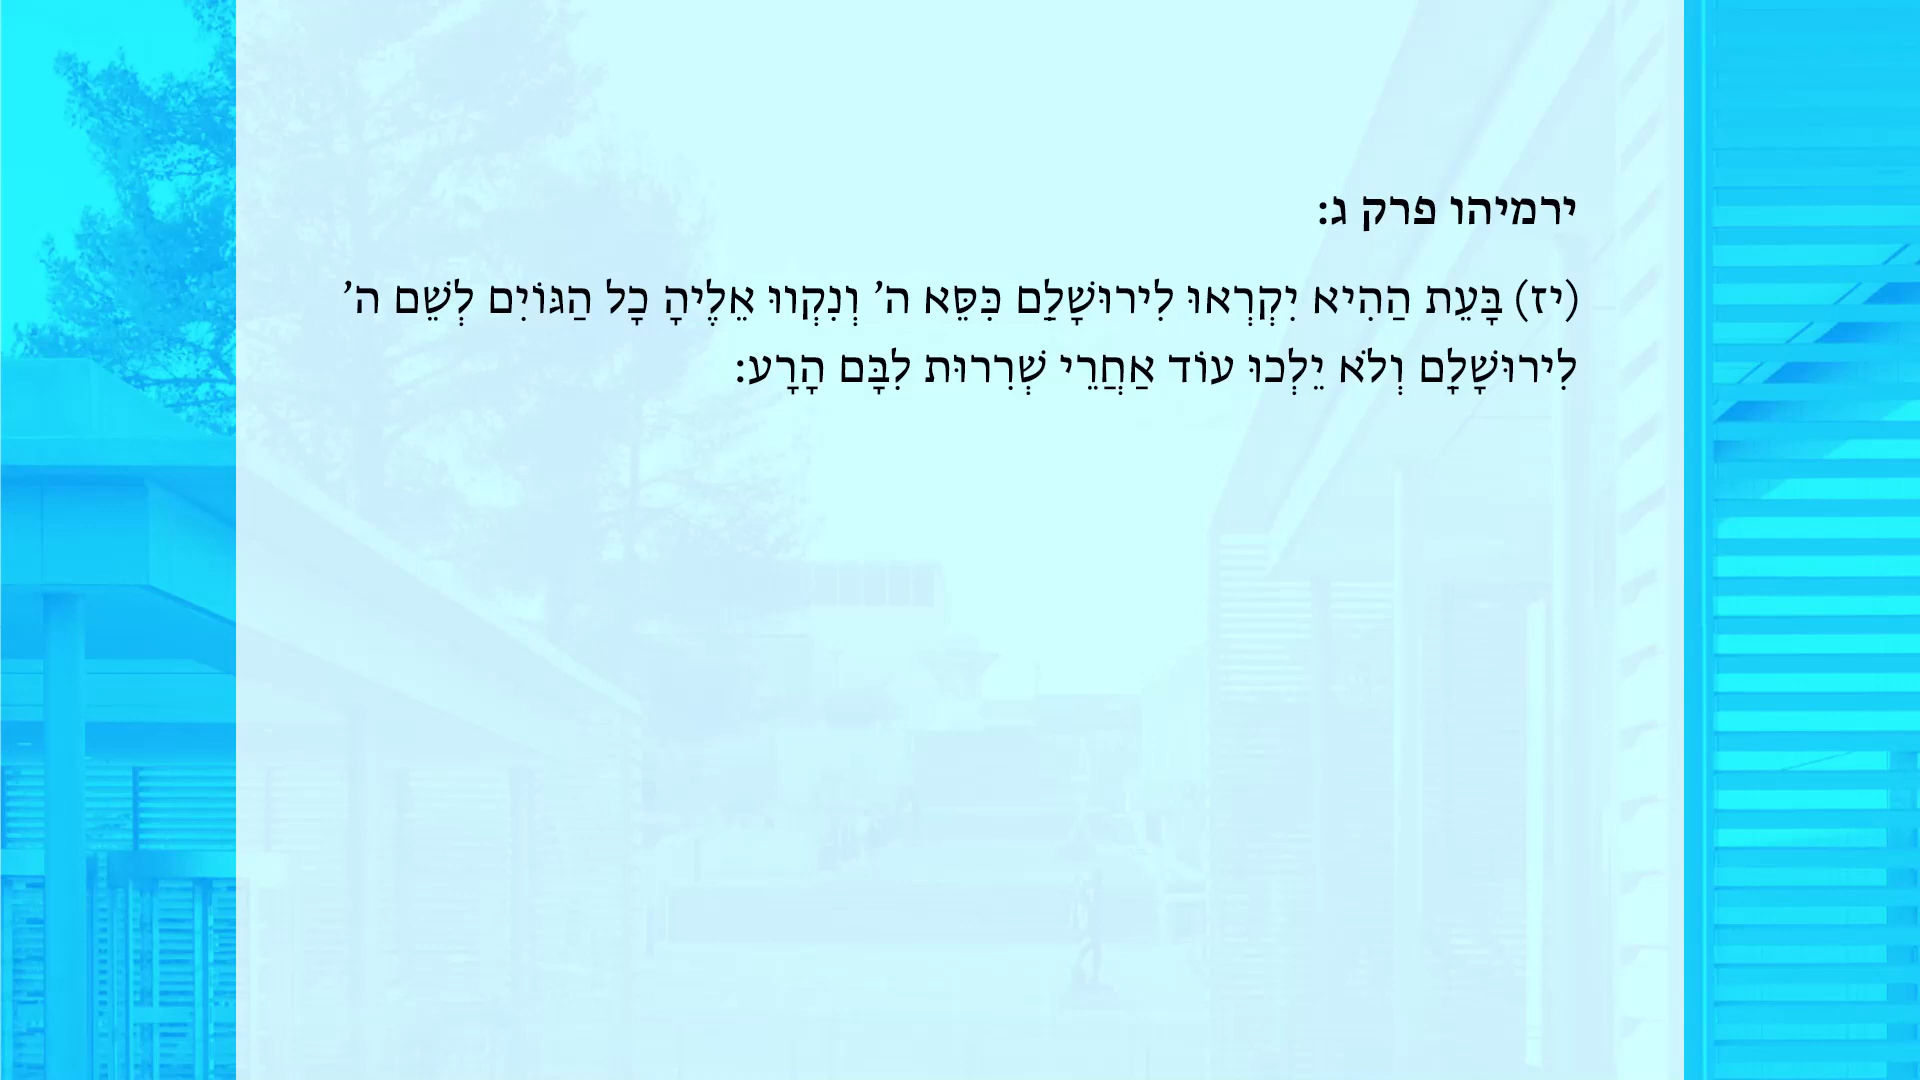 ירמיהו פרק ג:
(יז) בָּעֵת הַהִיא יִקְרְאוּ לִירוּשָׁלִַם כִּסֵּא ה' וְנִקְווּ אֵלֶיהָ כָל הַגּוֹיִם לְשֵׁם ה'
לִירוּשָׁלִָם וְלֹא יֵלְכוּ עוֹד אַחֲרֵי שְׁרִרוּת לִבָּם הָרָע: